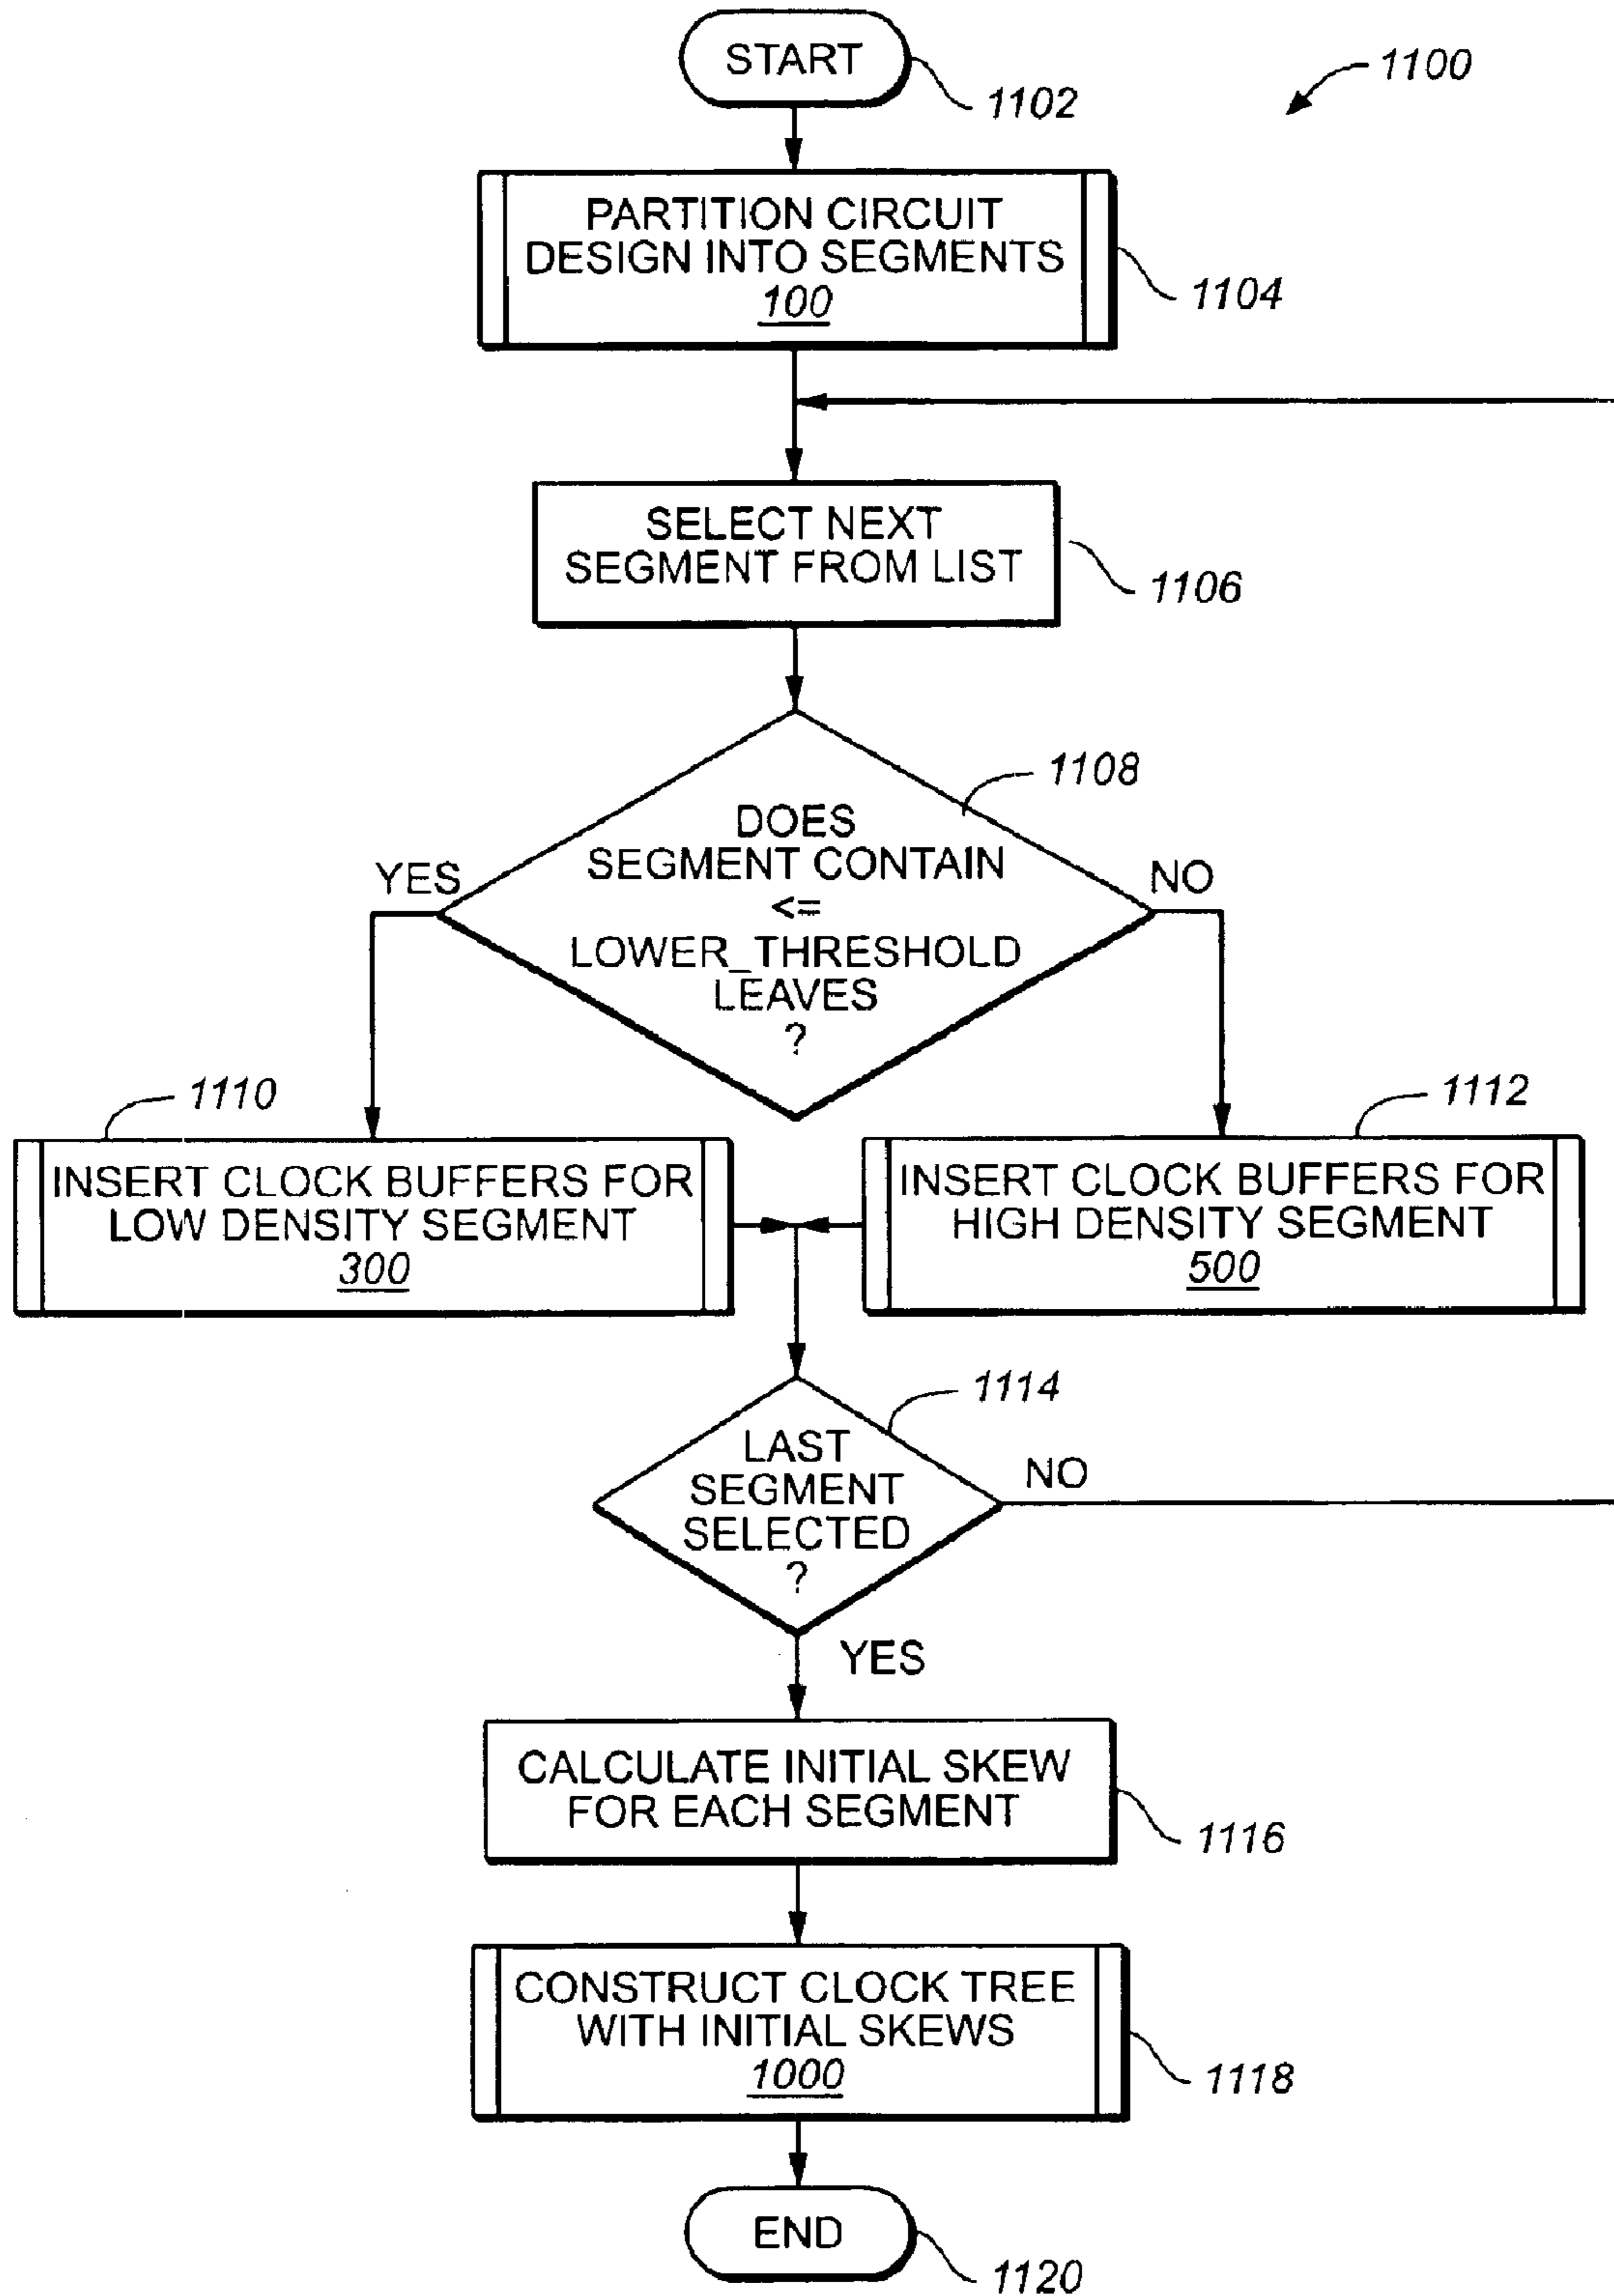 START
1102
1100
PARTITION CIRCUIT
DESIGN INTO SEGMENTS
100
1104
SELECT NEXT
SEGMENT FROM LIST
1106
1108
DOES
SEGMENT CONTAIN
<=
LOWER_THRESHOLD
LEAVES
?
YES
NO
1110
1112
INSERT CLOCK BUFFERS FOR
LOW DENSITY SEGMENT
300
INSERT CLOCK BUFFERS FOR
HIGH DENSITY SEGMENT
500
1114
LAST
SEGMENT
SELECTED
?
NO
YES
CALCULATE INITIAL SKEW
FOR EACH SEGMENT
1116
CONSTRUCT CLOCK TREE
WITH INITIAL SKEWS
1000
1118
END
1120